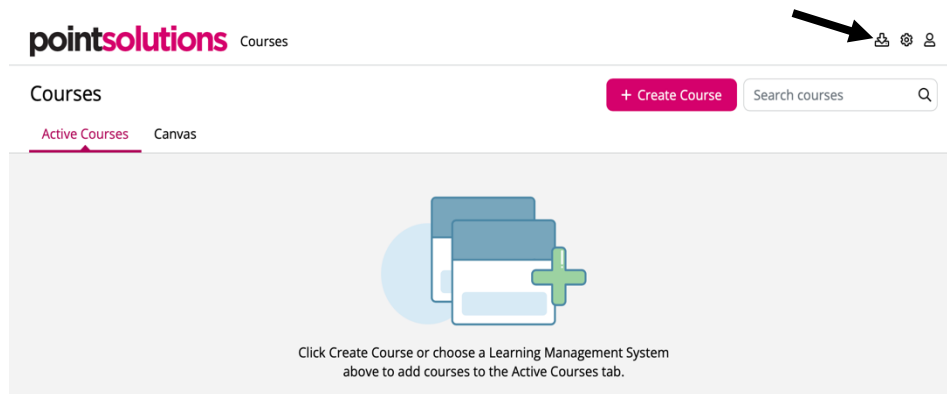 pointsolutions Courses
Courses
+ Create Course
Search courses
Active Courses Canvas
Click Create Course or choose a Learning Management System
above to add courses to the Active Courses tab.